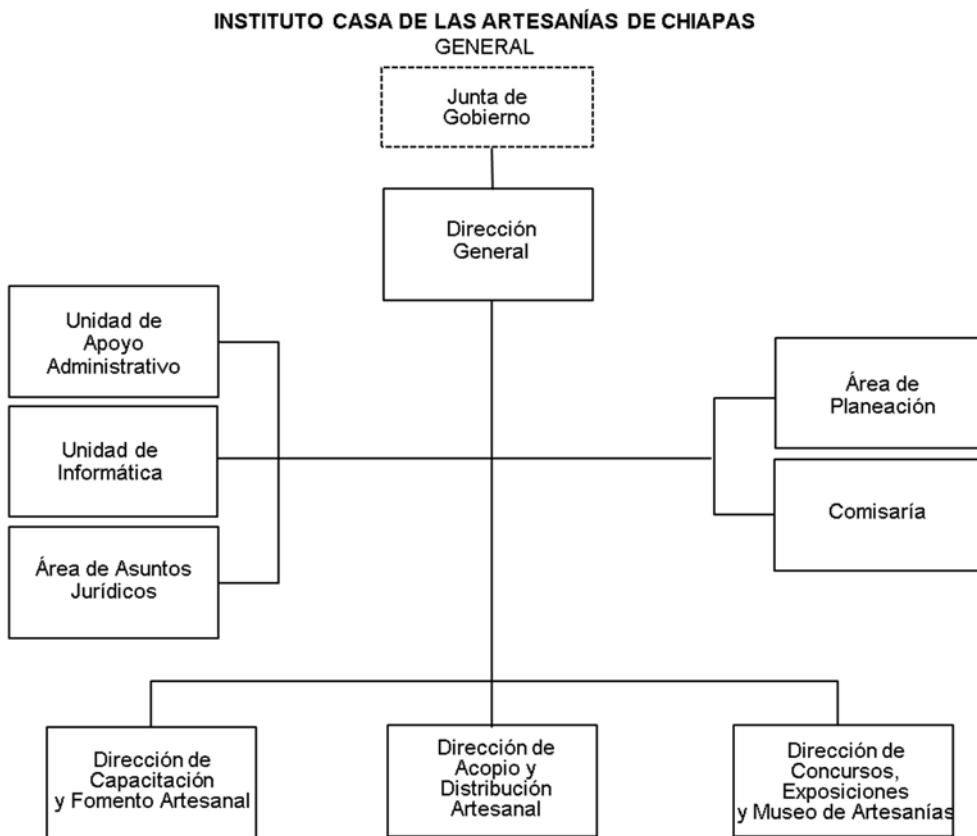 INSTITUTO CASA DE LAS ARTESANÍAS DE CHIAPAS
GENERAL
Junta de
Gobierno
Dirección
General
Unidad de
Apoyo
Administrativo
Unidad de
Informática
Área de Asuntos
Jurídicos
Área de
Planeación
Comisaría
Dirección de
Capacitación
y Fomento Artesanal
Dirección de
Acopio y
Distribución
Artesanal
Dirección de
Concursos,
Exposiciones
y Museo de Artesanías